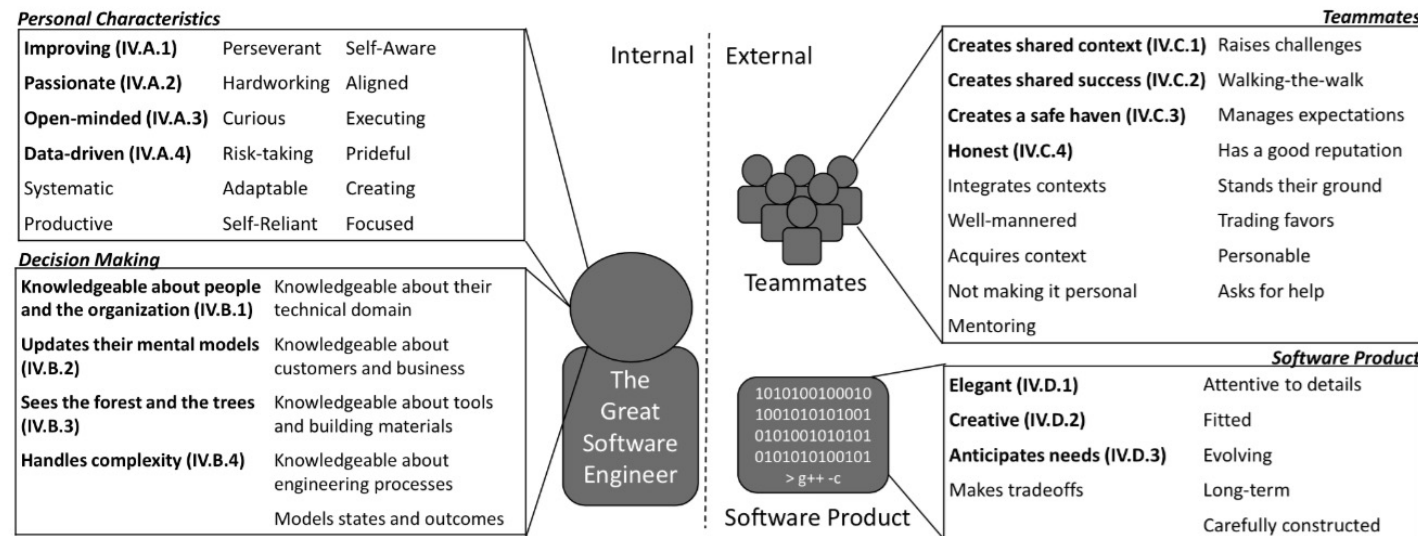 Personal Characteristics
Improving (IV.A.1) Perseverant Self-Aware
Passionate (IV.A.2) Hardworking Aligned
Open-minded (IV.A.3) Curious Executing
Data-driven (IV.A.4) Risk-taking Prideful
Systematic Adaptable Creating
Productive Self-Reliant Focused
Decision Making
Knowledgeable about people
and the organization (IV.B.1)
Updates their mental models
(IV.B.2)
Sees the forest and the trees
(IV.B.3)
Handles complexity (IV.B.4)
Knowledgeable about their
technical domain
Knowledgeable about
customers and business
Knowledgeable about tools
and building materials
Knowledgeable about
engineering processes
Models states and outcomes
Internal
External
The
Great
Software
Engineer
Teammates
1010100100010
1001010101001
0101001010101
0101010100101
> g++ -c
Software Product
Teammates
Creates shared context (IV.C.1) Raises challenges
Creates shared success (IV.C.2) Walking-the-walk
Creates a safe haven (IV.C.3) Manages expectations
Honest (IV.C.4) Has a good reputation
Integrates contexts Stands their ground
Well-mannered Trading favors
Acquires context Personable
Not making it personal Asks for help
Mentoring
Software Product
Elegant (IV.D.1) Attentive to details
Creative (IV.D.2) Fitted
Anticipates needs (IV.D.3) Evolving
Makes tradeoffs Long-term
Carefully constructed